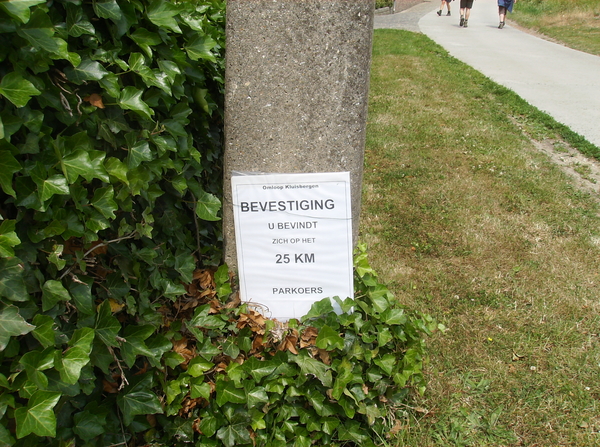 Omloop Kluisbergen
BEVESTIGING
U BEVINDT
ZICH OP HET
25 KM
PARKOERS